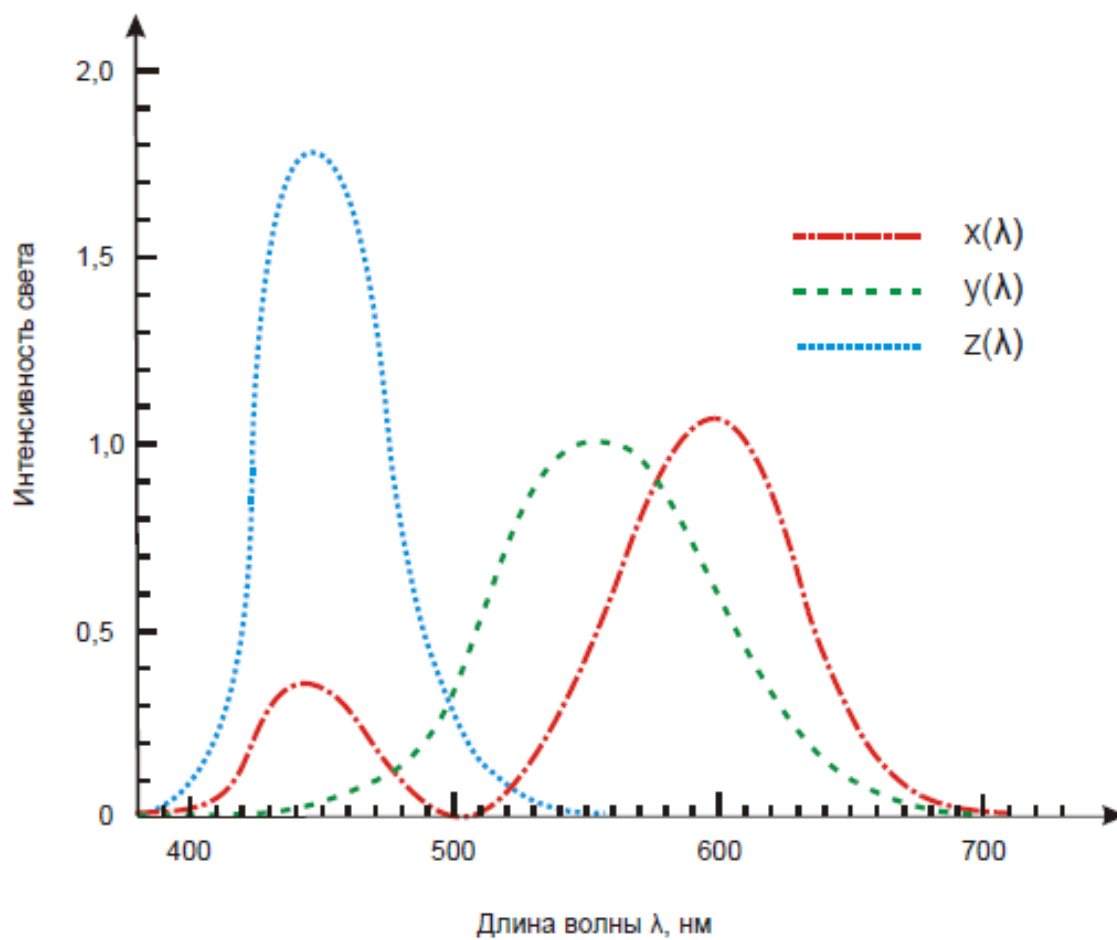 2,0
1,5
1,0
0,5
0
Интенсивность света
x(λ)
y(λ)
z(λ)
400 500 600 700
Длина волны λ, нм